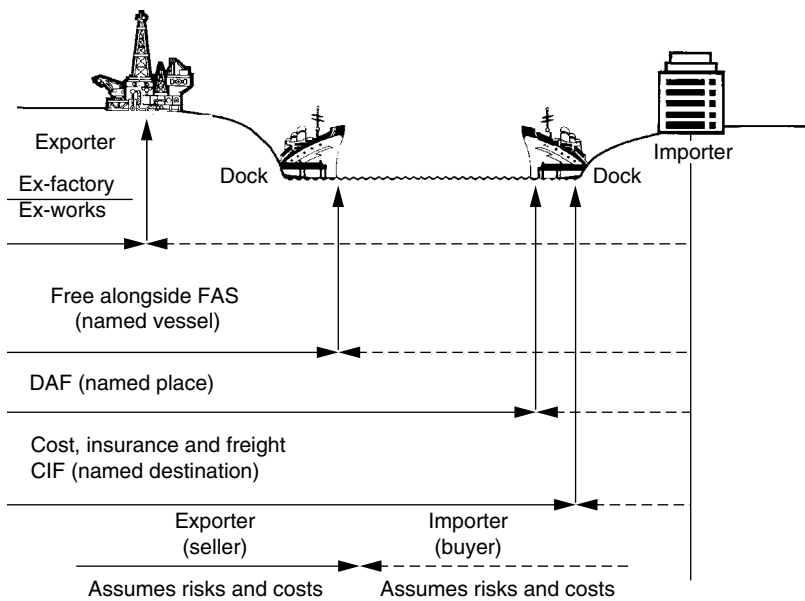 Exporter
Importer
Dock
Dock
Ex-factory
Ex-works
Free alongside FAS
(named vessel)
DAF (named place)
Cost, insurance and freight
CIF (named destination)
Exporter
(seller)
Importer
(buyer)
Assumes risks and costs
Assumes risks and costs